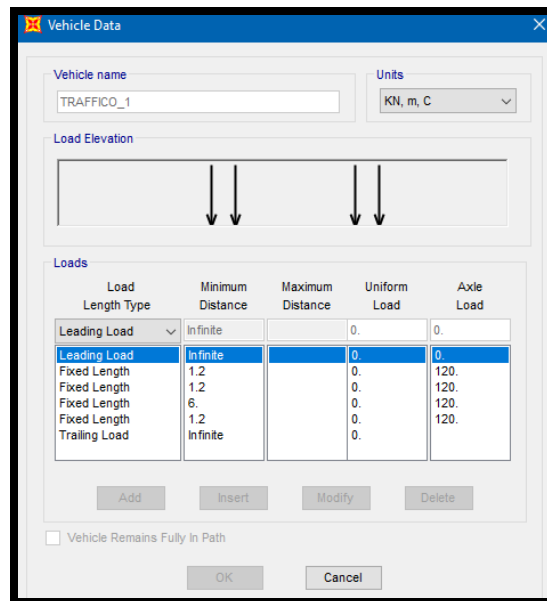 Vehicle Data
Vehicle name
Units
TRAFFICO_1
KN, m, C
Load Elevation
Loads
Load Length Type
Minimum Distance
Maximum Distance
Uniform Load
Axle Load
Leading Load Infinite 0. 0.
Leading Load Infinite 0. 0.
Fixed Length 1.2 0. 120.
Fixed Length 1.2 0. 120.
Fixed Length 6. 0. 120.
Fixed Length 1.2 0. 120.
Trailing Load Infinite 0.
Add Insert Modify Delete
Vehicle Remains Fully In Path
OK Cancel